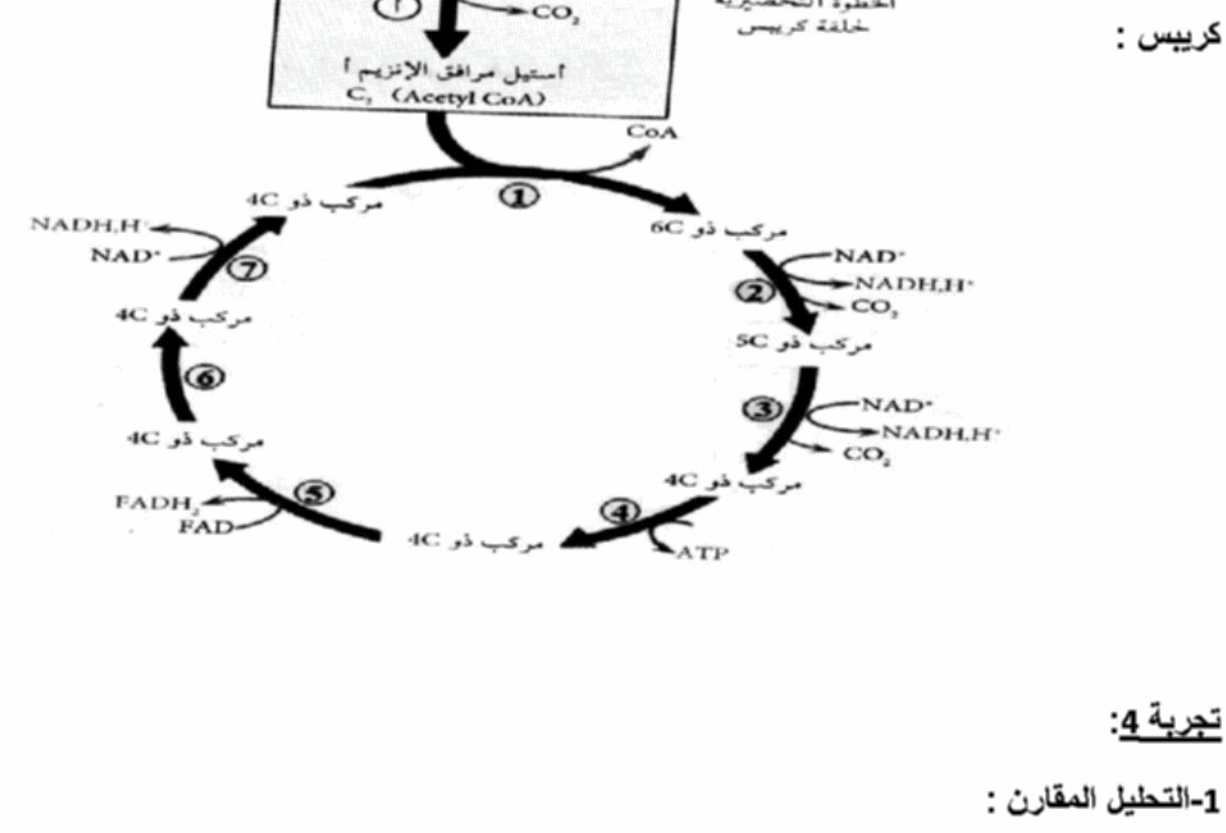 أ
CO₂
الخطوة التحضيرية
خلفة كريبس
كريبس :
أستيل مرافق الإنزيم أ
C₂ (Acetyl CoA)
CoA
①
مركب ذو 4C
مركب ذو 6C
NADH,H⁺
NAD⁺
⑦
NAD⁺
NADH,H⁺
CO₂
②
مركب ذو 4C
مركب ذو 5C
⑥
③
NAD⁺
NADH,H⁺
CO₂
مركب ذو 4C
مركب ذو 4C
FADH₂
FAD
⑤
④
مركب ذو 4C
ATP
تجربة 4:
1-التحليل المقارن :